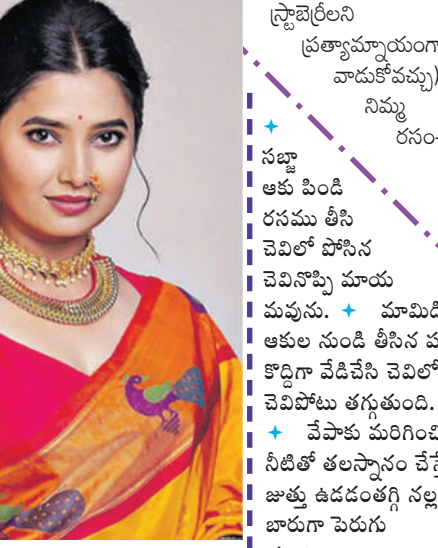 స్ట్రాబెర్రీలని
ప్రత్యామ్నాయంగా
వాడుకోవచ్చు)
నిమ్మ
రసం-
సబ్జా
ఆకు పిండి
రసము తీసి
చెవిలో పోసిన
చెవినొప్పి మాయ
మవును. మామిడి
ఆకుల నుండి తీసిన
కొద్దిగా వేడిచేసి చెవిలో
చెవిపోటు తగ్గుతుంది.
వేపాకు మరిగించి
నీటితో తలస్నానం చేస్తే
జుత్తు ఊడడంతగ్గి నల్ల
బారుగా పెరుగు